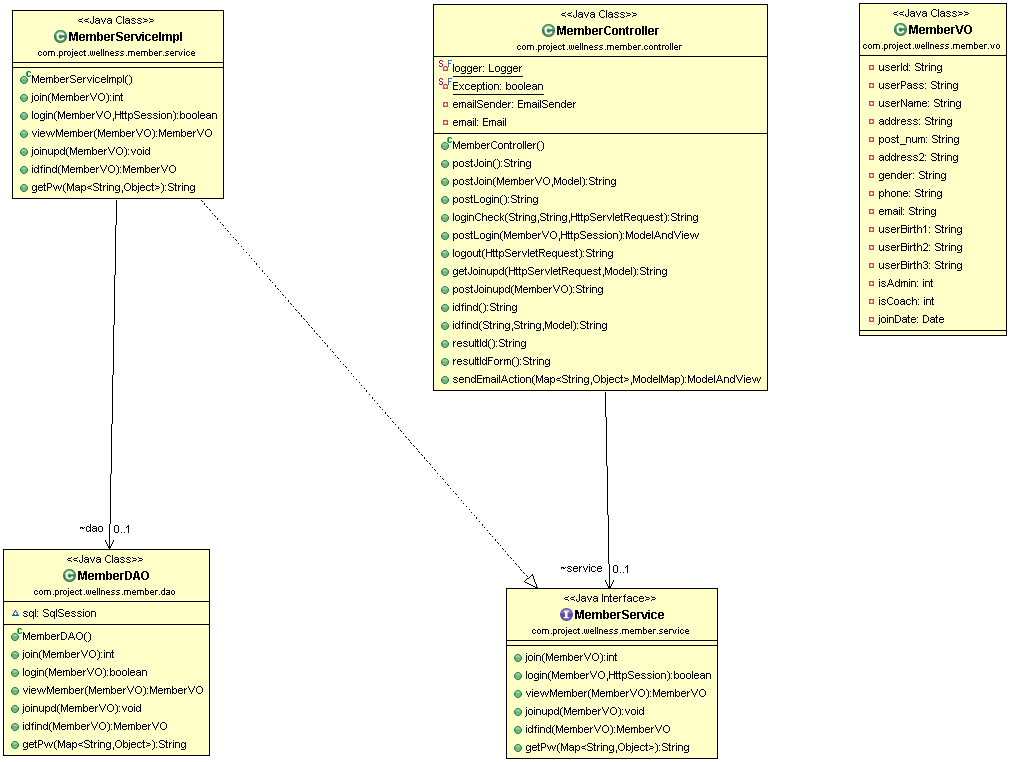 <<Java Class>>
MemberServiceImpl
com.project.wellness.member.service
MemberServiceImpl()
join(MemberVO):int
login(MemberVO,HttpSession):boolean
viewMember(MemberVO):MemberVO
joinupd(MemberVO):void
idfind(MemberVO):MemberVO
getPw(Map<String,Object>):String
<<Java Class>>
MemberController
com.project.wellness.member.controller
logger: Logger
Exception: boolean
emailSender: EmailSender
email: Email
MemberController()
postJoin():String
postJoin(MemberVO,Model):String
postLogin():String
loginCheck(String,String,HttpServletRequest):String
postLogin(MemberVO,HttpSession):ModelAndView
logout(HttpServletRequest):String
getJoinupd(HttpServletRequest,Model):String
postJoinupd(MemberVO):String
idfind():String
idfind(String,String,Model):String
resultId():String
resultIdForm():String
sendEmailAction(Map<String,Object>,ModelMap):ModelAndView
<<Java Class>>
MemberVO
com.project.wellness.member.vo
userId: String
userPass: String
userName: String
address: String
post_num: String
address2: String
gender: String
phone: String
email: String
userBirth1: String
userBirth2: String
userBirth3: String
isAdmin: int
isCoach: int
joinDate: Date
~dao 0..1
<<Java Class>>
MemberDAO
com.project.wellness.member.dao
sql: SqlSession
MemberDAO()
join(MemberVO):int
login(MemberVO):boolean
viewMember(MemberVO):MemberVO
joinupd(MemberVO):void
idfind(MemberVO):MemberVO
getPw(Map<String,Object>):String
~service 0..1
<<Java Interface>>
MemberService
com.project.wellness.member.service
join(MemberVO):int
login(MemberVO,HttpSession):boolean
viewMember(MemberVO):MemberVO
joinupd(MemberVO):void
idfind(MemberVO):MemberVO
getPw(Map<String,Object>):String